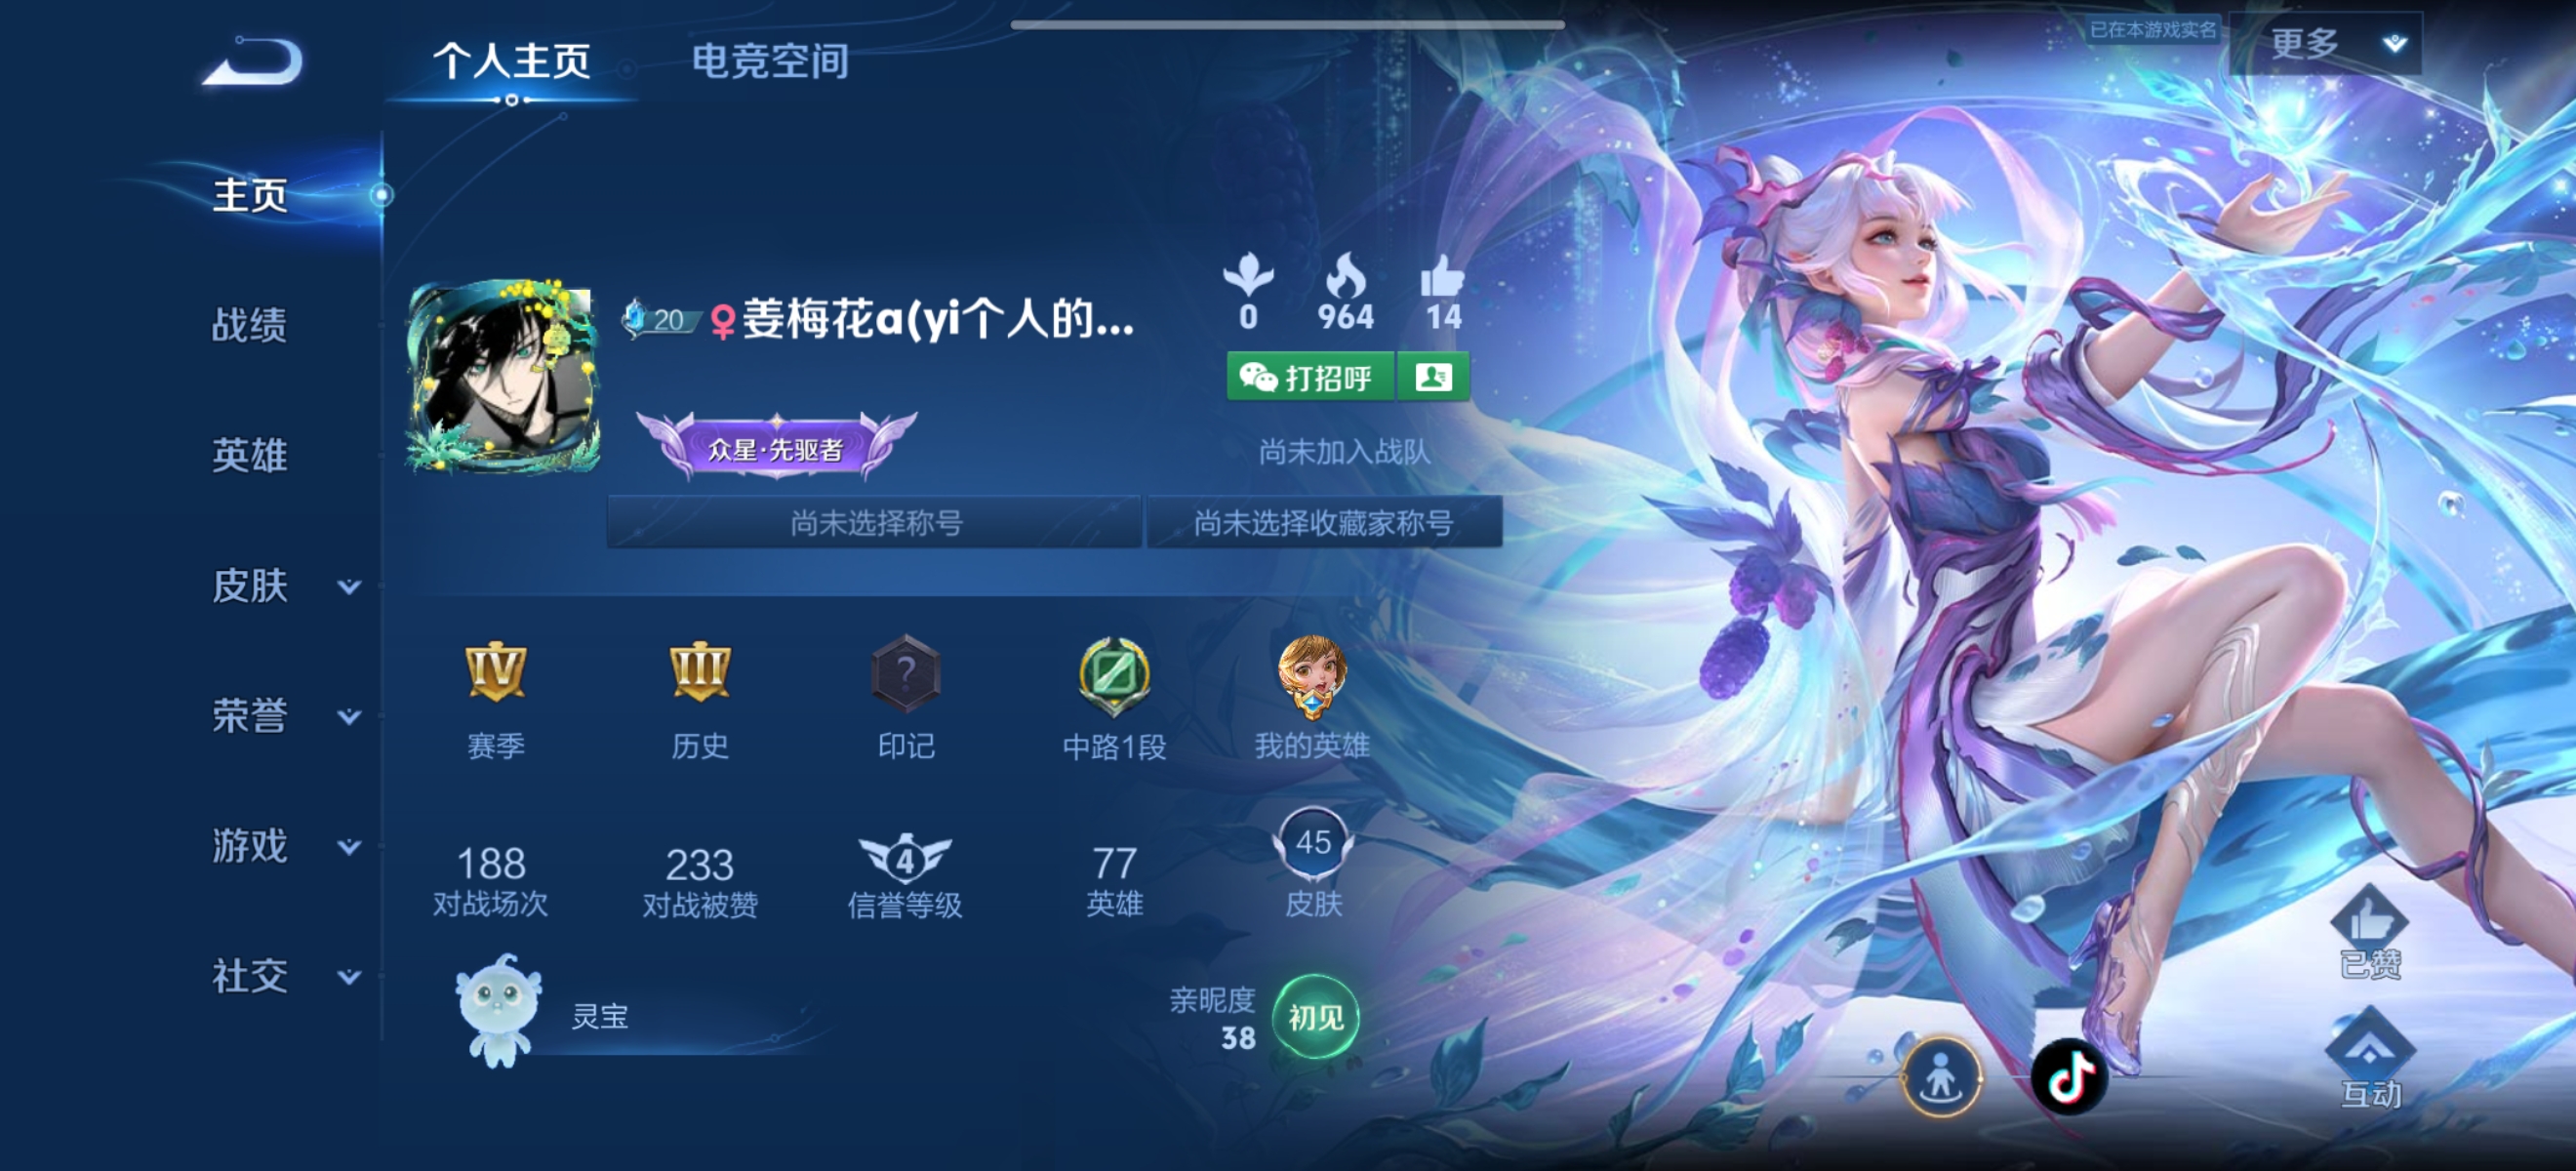 个人主页
电竞空间
已在本游戏实名
更多
主页
战绩
英雄
皮肤
荣誉
游戏
社交
20
姜梅花a(yi个人的...
0
964
14
打招呼
众星·先驱者
尚未加入战队
尚未选择称号
尚未选择收藏家称号
IV
III
?
赛季
历史
印记
中路1段
我的英雄
188
233
4
77
45
对战场次
对战被赞
信誉等级
英雄
皮肤
灵宝
亲昵度
38
初见
已赞
互动